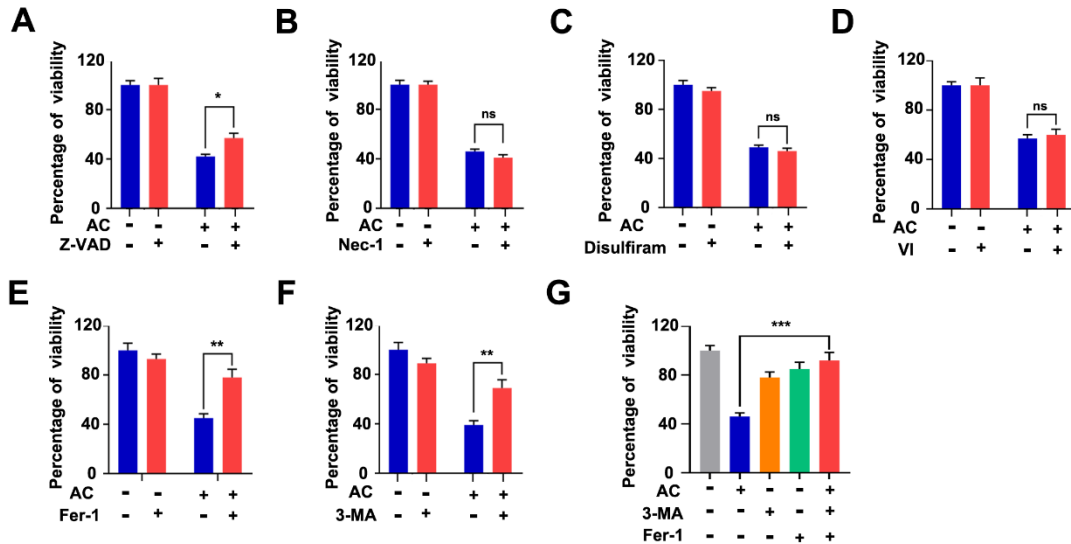 A
Percentage of viability
120
80
40
0
*
AC - - + +
Z-VAD - + - +
B
Percentage of viability
120
80
40
0
ns
AC - - + +
Nec-1 - + - +
C
Percentage of viability
120
80
40
0
ns
AC - - + +
Disulfiram - + - +
D
Percentage of viability
120
80
40
0
ns
AC - - + +
VI - + - +
E
Percentage of viability
120
80
40
0
**
AC - - + +
Fer-1 - + - +
F
Percentage of viability
120
80
40
0
**
AC - - + +
3-MA - + - +
G
Percentage of viability
120
80
40
0
***
AC - + - - +
3-MA - - + - +
Fer-1 - - - + +